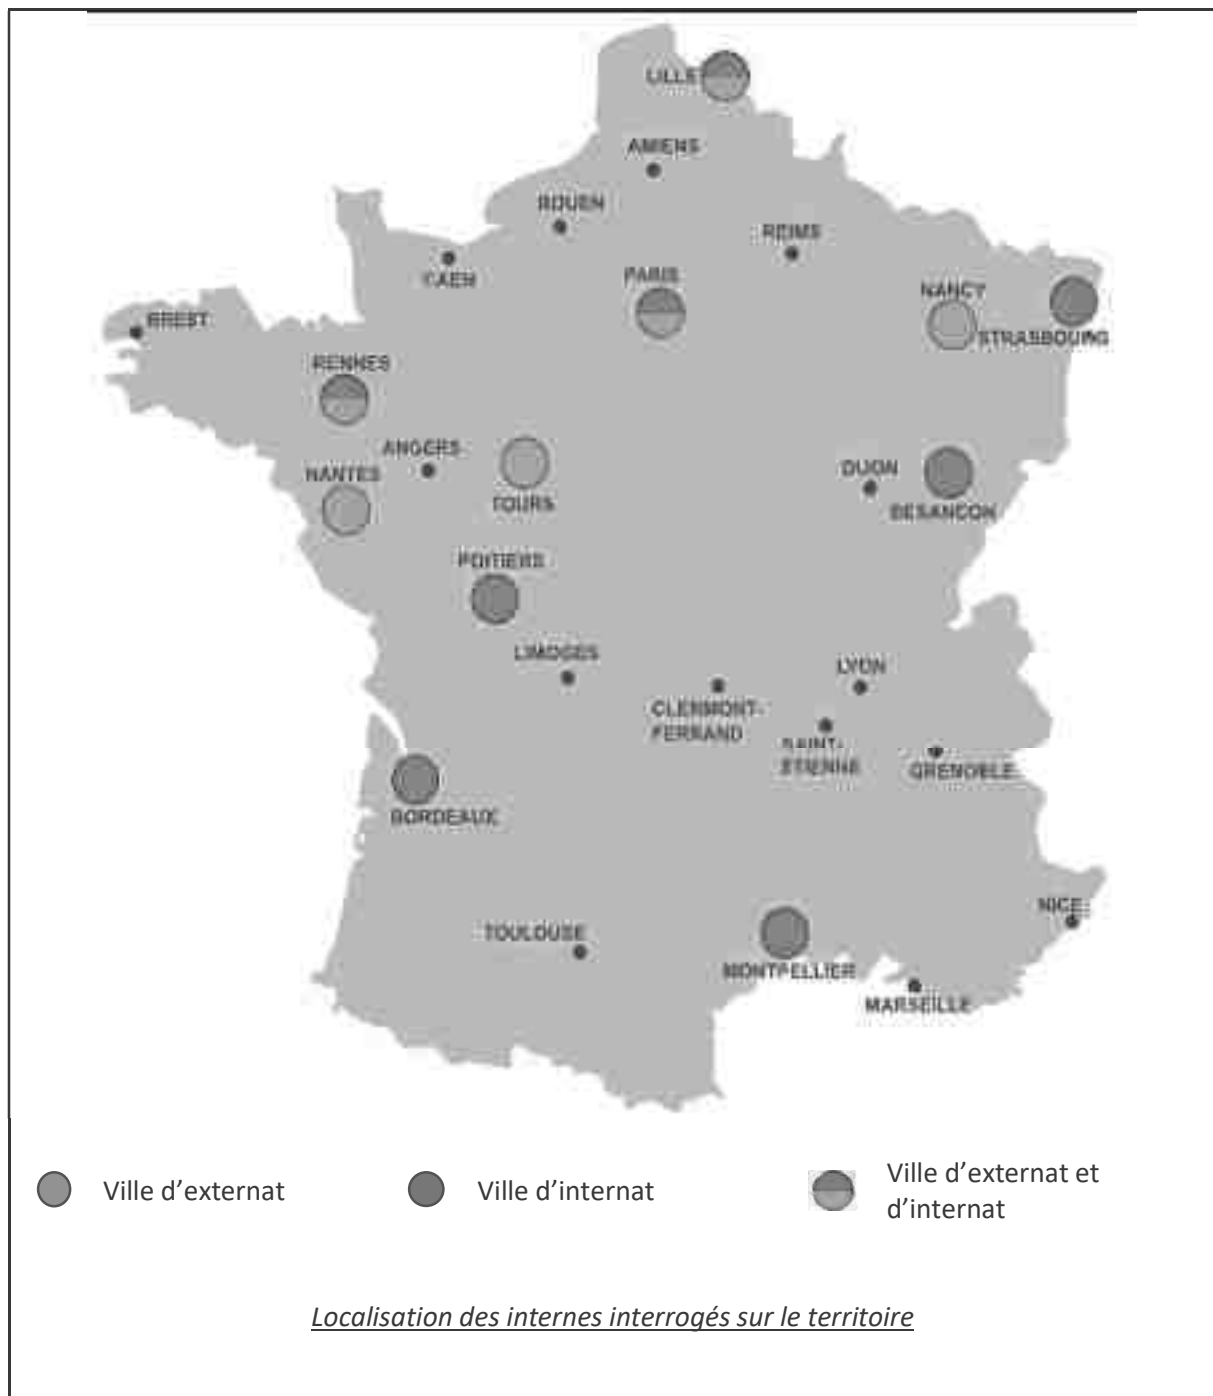 LILLE
AMIENS
ROUEN
REIMS
CAEN
PARIS
NANCY
STRASBOURG
BREST
RENNES
ANGERS
NANTES
TOURS
DIJON
BESANCON
POITIERS
LIMOGES
LYON
CLERMONT-
FERRAND
SAINT-
ETIENNE
GRENOBLE
BORDEAUX
NICE
TOULOUSE
MONTPELLIER
MARSEILLE
Ville d’externat
Ville d’internat
Ville d’externat et
d’internat
Localisation des internes interrogés sur le territoire